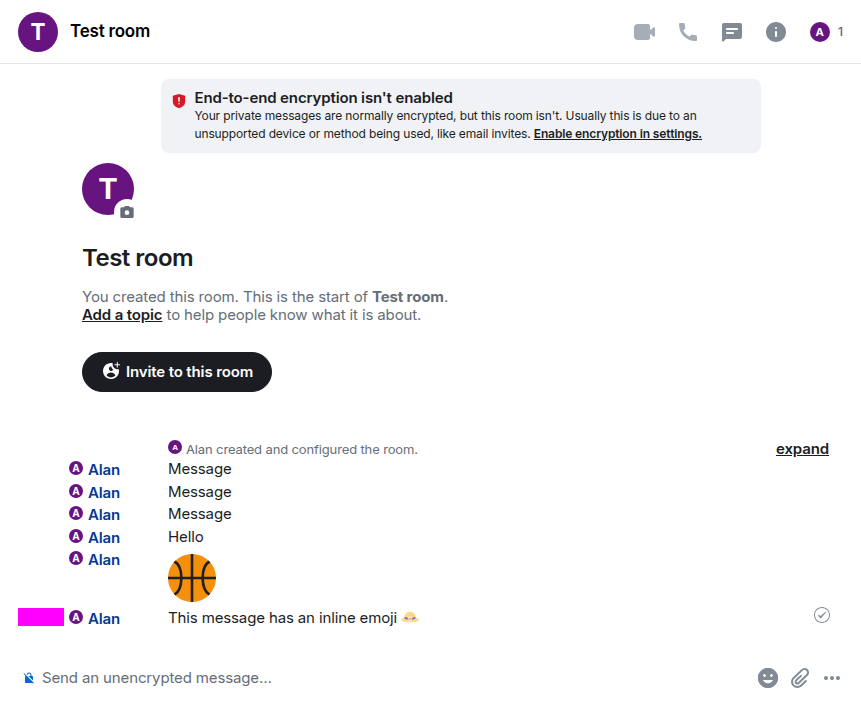 T Test room A 1
End-to-end encryption isn't enabled
Your private messages are normally encrypted, but this room isn't. Usually this is due to an
unsupported device or method being used, like email invites. Enable encryption in settings.
T
Test room
You created this room. This is the start of Test room.
Add a topic to help people know what it is about.
Invite to this room
A Alan created and configured the room. expand
A Alan Message
A Alan Message
A Alan Message
A Alan Hello
A Alan
A Alan This message has an inline emoji
Send an unencrypted message...